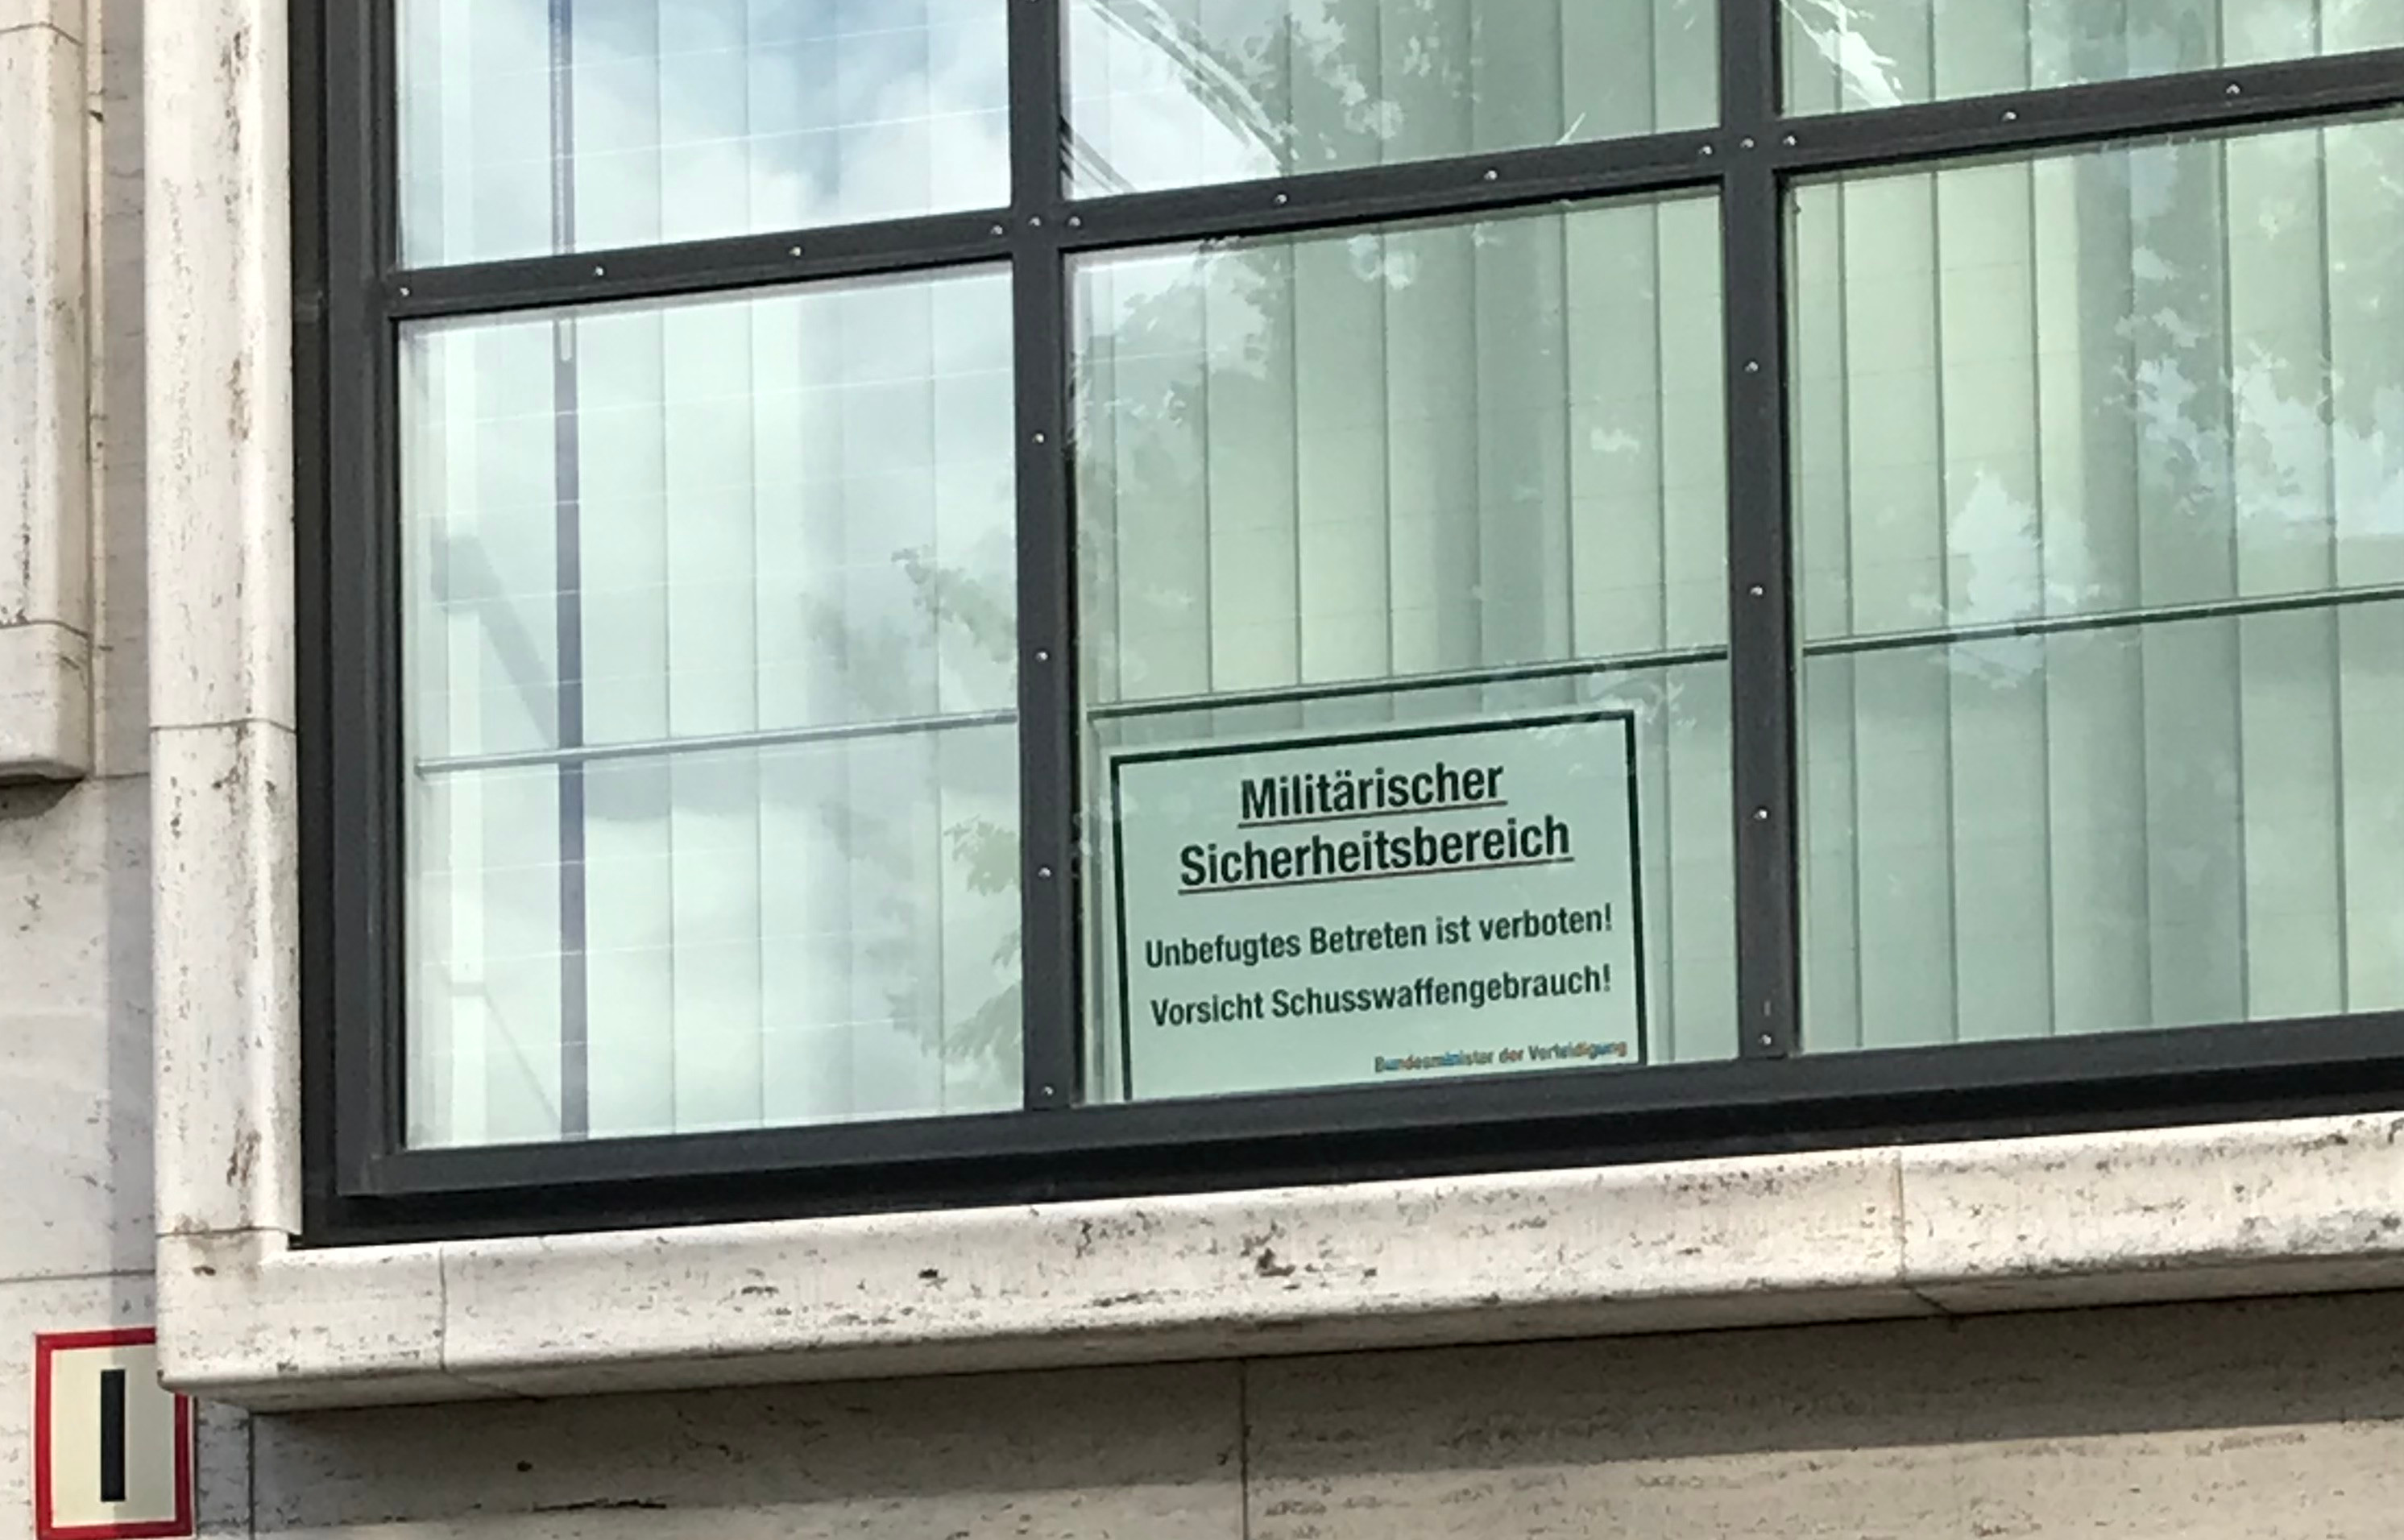 Militärischer
Sicherheitsbereich
Unbefugtes Betreten ist verboten!
Vorsicht Schusswaffengebrauch!
Bundesminister der Verteidigung
I